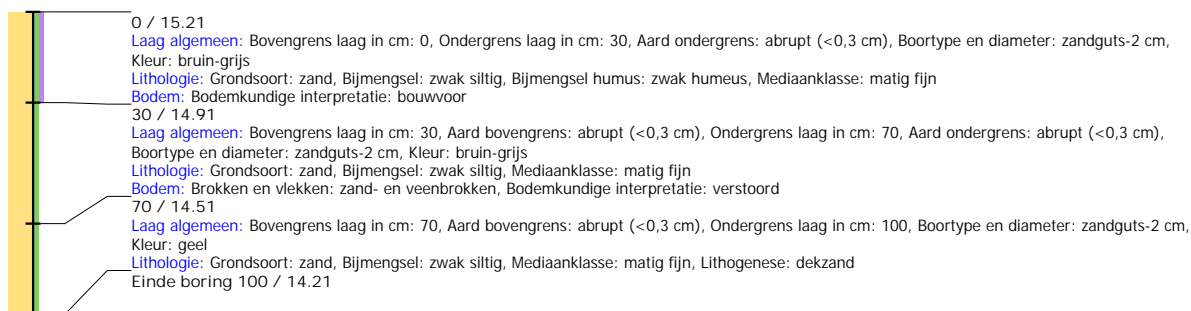 0 / 15.21
Laag algemeen: Bovengrens laag in cm: 0, Ondergrens laag in cm: 30, Aard ondergrens: abrupt (<0,3 cm), Boortype en diameter: zandguts-2 cm,
Kleur: bruin-grijs
Lithologie: Grondsoort: zand, Bijmengsel: zwak siltig, Bijmengsel humus: zwak humeus, Mediaanklasse: matig fijn
Bodem: Bodemkundige interpretatie: bouwvoor
30 / 14.91
Laag algemeen: Bovengrens laag in cm: 30, Aard bovengrens: abrupt (<0,3 cm), Ondergrens laag in cm: 70, Aard ondergrens: abrupt (<0,3 cm),
Boortype en diameter: zandguts-2 cm, Kleur: bruin-grijs
Lithologie: Grondsoort: zand, Bijmengsel: zwak siltig, Mediaanklasse: matig fijn
Bodem: Brokken en vlekken: zand- en veenbrokken, Bodemkundige interpretatie: verstoord
70 / 14.51
Laag algemeen: Bovengrens laag in cm: 70, Aard bovengrens: abrupt (<0,3 cm), Ondergrens laag in cm: 100, Boortype en diameter: zandguts-2 cm,
Kleur: geel
Lithologie: Grondsoort: zand, Bijmengsel: zwak siltig, Mediaanklasse: matig fijn, Lithogenese: dekzand
Einde boring 100 / 14.21